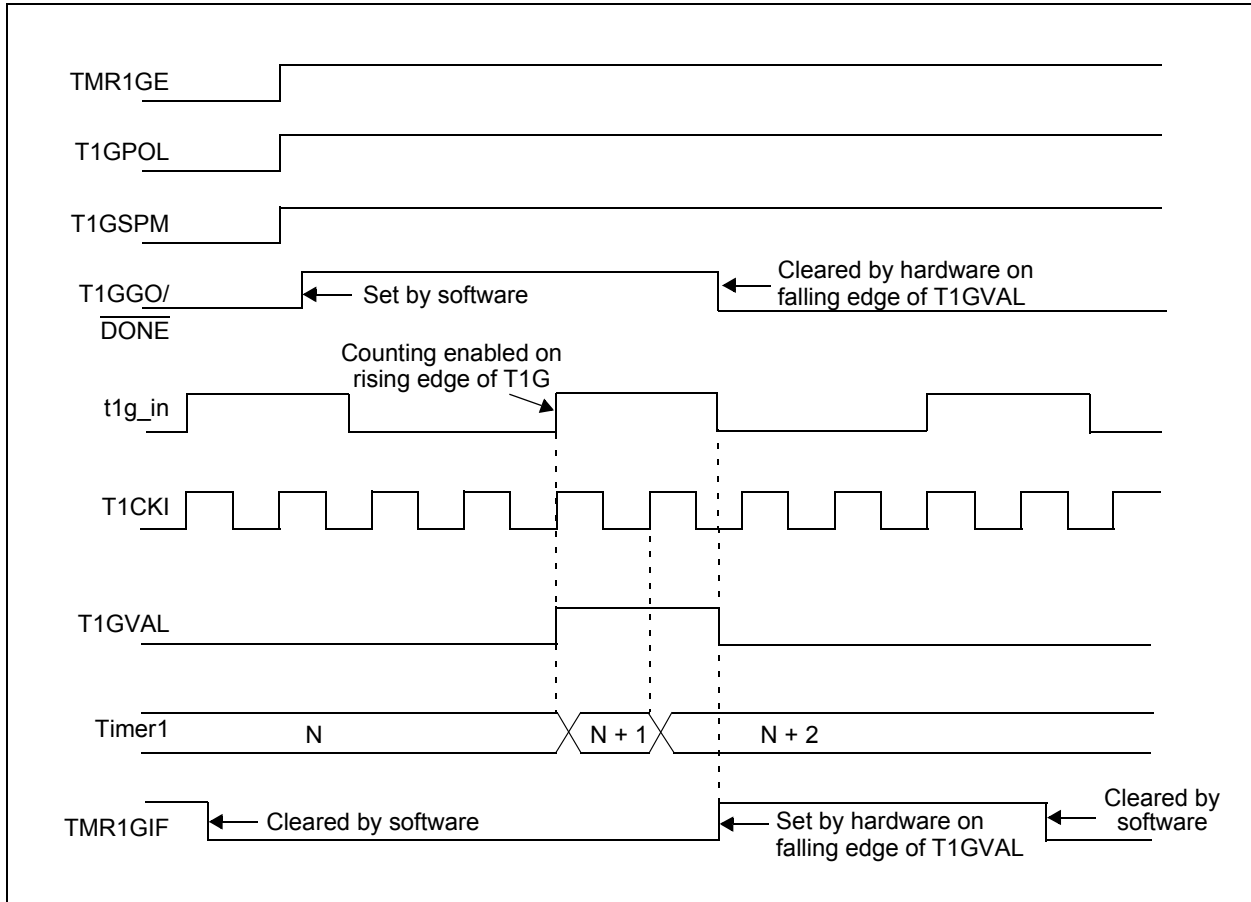 TMR1GE
T1GPOL
T1GSPM
T1GGO/
DONE
Set by software
Cleared by hardware on
falling edge of T1GVAL
Counting enabled on
rising edge of T1G
t1g_in
T1CKI
T1GVAL
Timer1
N
N + 1
N + 2
TMR1GIF
Cleared by software
Set by hardware on
falling edge of T1GVAL
Cleared by
software